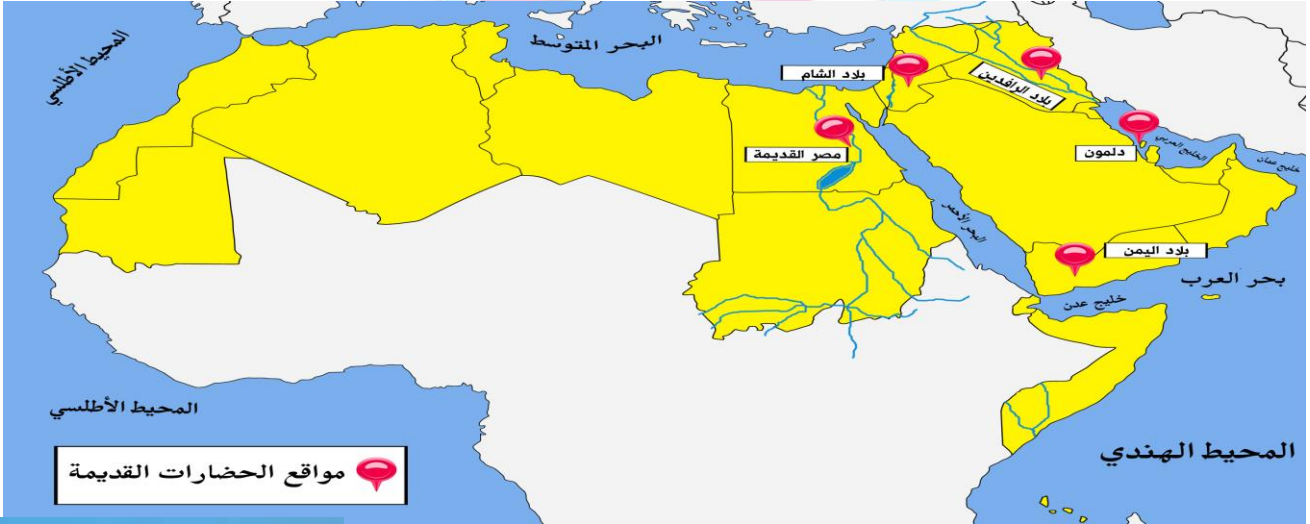 المحيط الأطلسي
البحر المتوسط
بلاد الشام
بلاد الرافدين
مصر القديمة
دلمون
الخليج العربي
خليج عمان
البحر الأحمر
بلاد اليمن
بحر العرب
خليج عدن
المحيط الأطلسي
المحيط الهندي
مواقع الحضارات القديمة